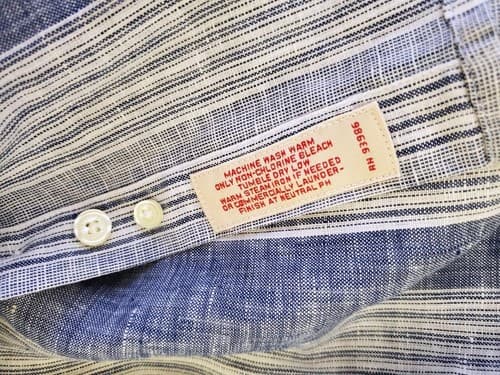 MACHINE WASH WARM
ONLY NON-CHLORINE BLEACH
TUMBLE DRY LOW
WARM STEAM IRON IF NEEDED
OR COMMERCIALLY LAUNDER-
FINISH AT NEUTRAL PH
RN 93986